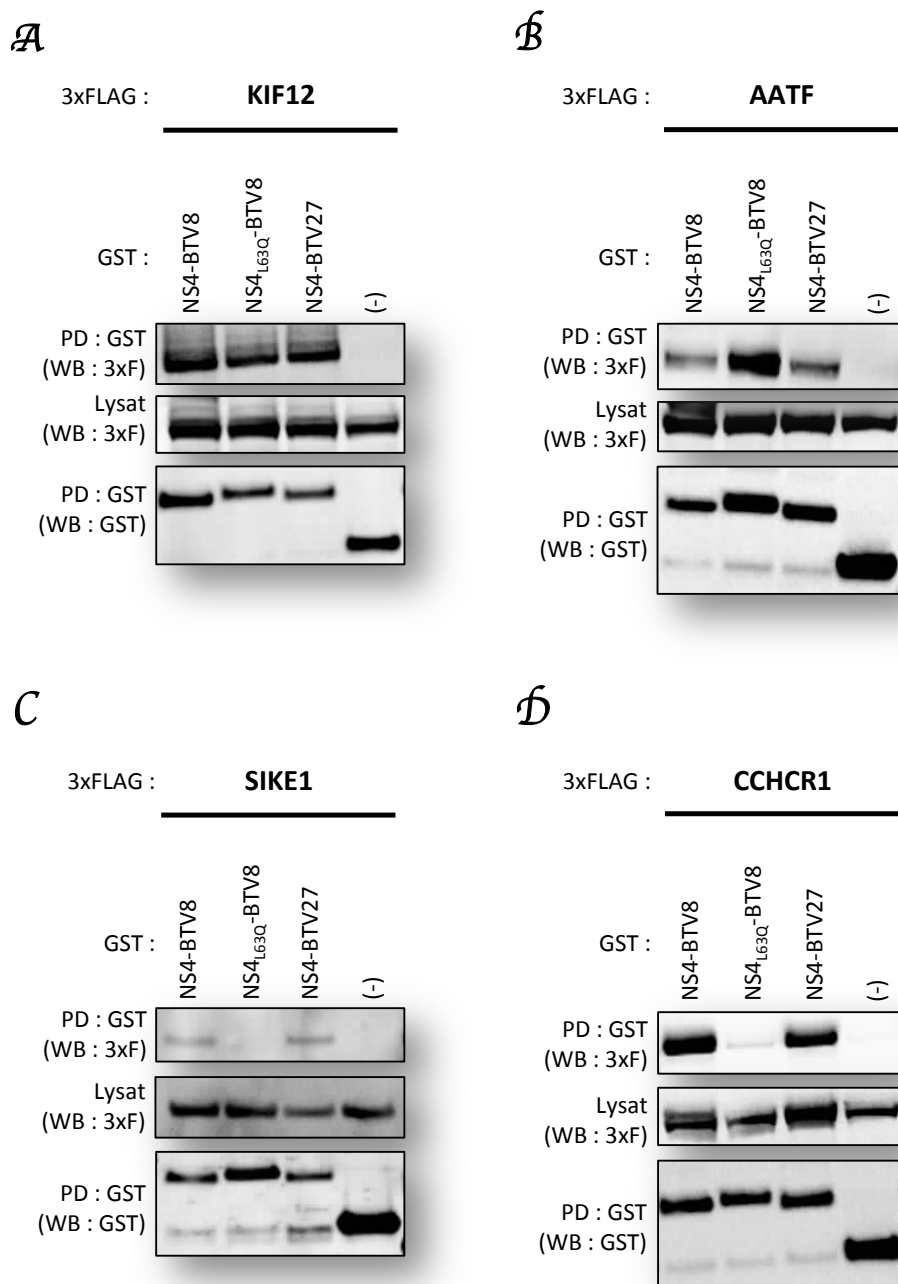 A
3xFLAG : KIF12
GST : NS4-BTV8 NS4L63Q-BTV8 NS4-BTV27 (-)
PD : GST
(WB : 3xF)
Lysat
(WB : 3xF)
PD : GST
(WB : GST)
B
3xFLAG : AATF
GST : NS4-BTV8 NS4L63Q-BTV8 NS4-BTV27 (-)
PD : GST
(WB : 3xF)
Lysat
(WB : 3xF)
PD : GST
(WB : GST)
C
3xFLAG : SIKE1
GST : NS4-BTV8 NS4L63Q-BTV8 NS4-BTV27 (-)
PD : GST
(WB : 3xF)
Lysat
(WB : 3xF)
PD : GST
(WB : GST)
D
3xFLAG : CCHCR1
GST : NS4-BTV8 NS4L63Q-BTV8 NS4-BTV27 (-)
PD : GST
(WB : 3xF)
Lysat
(WB : 3xF)
PD : GST
(WB : GST)